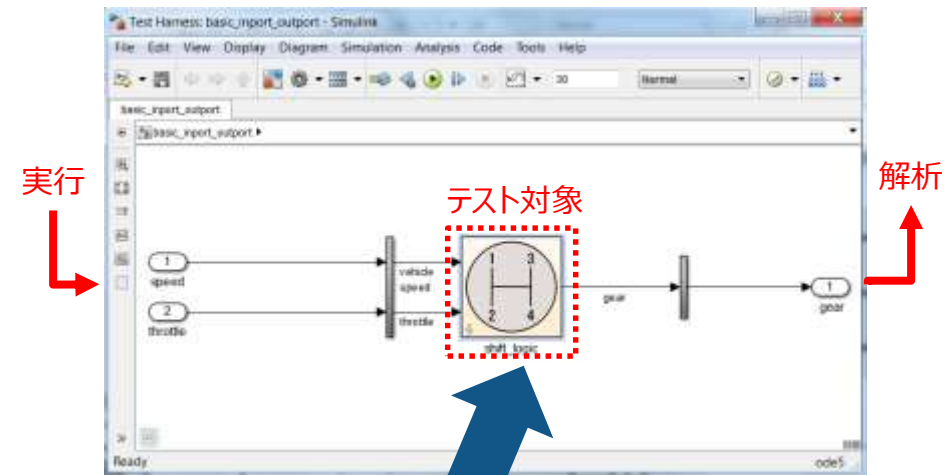 Test Harness: basic_inport_outport - Simulink
File Edit View Display Diagram Simulation Analysis Code Tools Help
30
Normal
basic_inport_outport
basic_inport_outport
実行
解析
テスト対象
1
speed
2
throttle
vehicle
speed
throttle
1 3
2 4
shift_logic
gear
1
gear
Ready
ode5